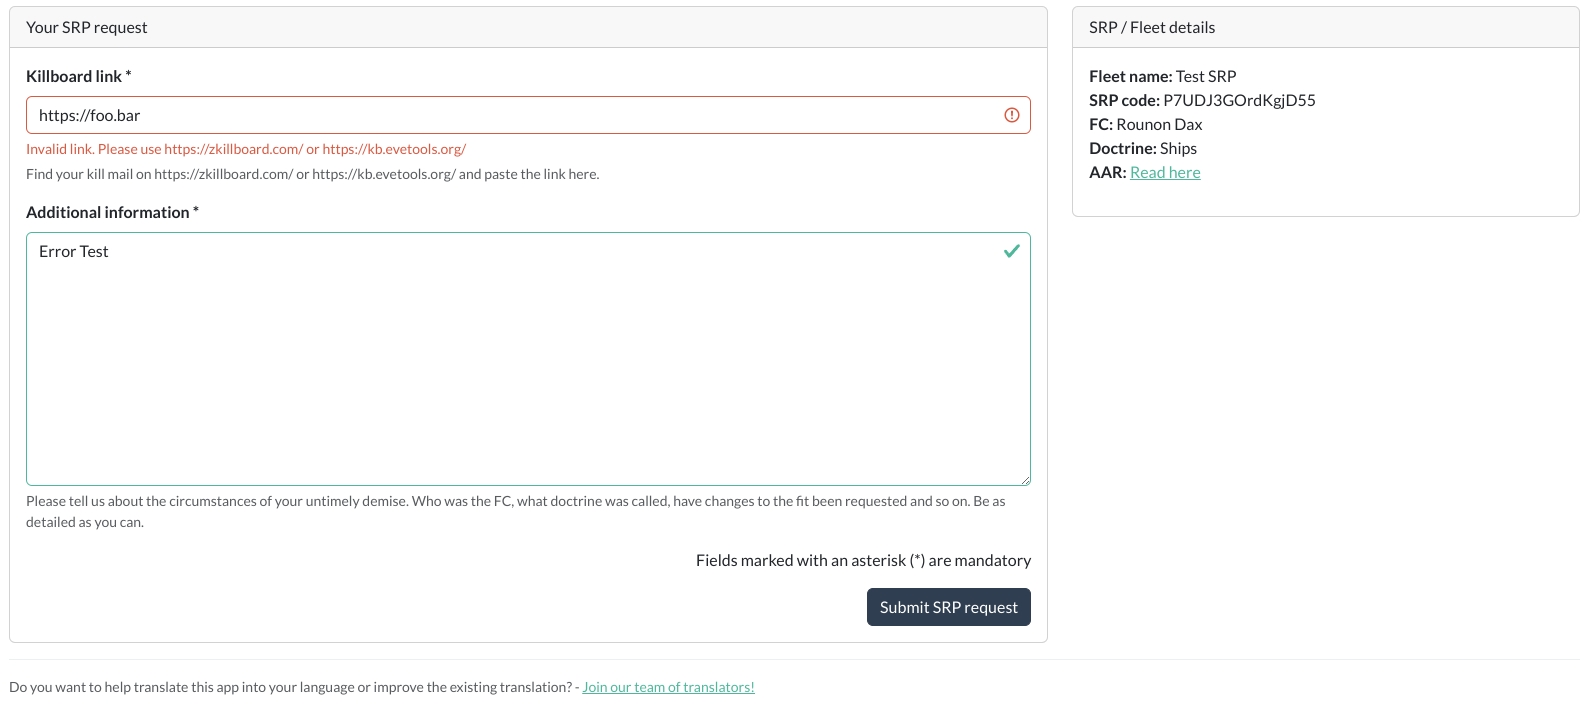 Your SRP request
Killboard link *
https://foo.bar
Invalid link. Please use https://zkillboard.com/ or https://kb.evetools.org/
Find your kill mail on https://zkillboard.com/ or https://kb.evetools.org/ and paste the link here.
Additional information *
Error Test
Please tell us about the circumstances of your untimely demise. Who was the FC, what doctrine was called, have changes to the fit been requested and so on. Be as
detailed as you can.
Fields marked with an asterisk (*) are mandatory
Submit SRP request
SRP / Fleet details
Fleet name: Test SRP
SRP code: P7UDJ3GOrdKgjD55
FC: Rounon Dax
Doctrine: Ships
AAR: Read here
Do you want to help translate this app into your language or improve the existing translation? - Join our team of translators!